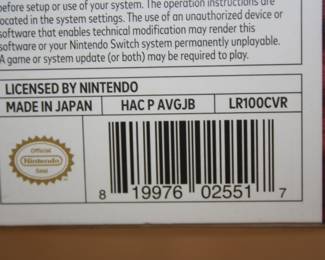 before setup or use of your system. The operation instructions are
located in the system settings. The use of an unauthorized device or
software that enables technical modification may render this
software or your Nintendo Switch system permanently unplayable.
A game or system update (or both) may be required to play.
LICENSED BY NINTENDO
MADE IN JAPAN HAC P AVGJB LR100CVR
Official
Nintendo
Seal
8 19976 02551 7